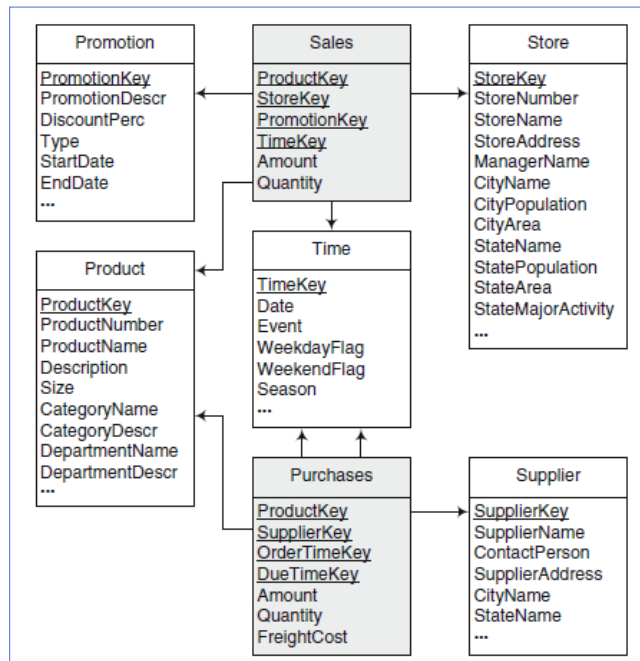 Promotion
PromotionKey
PromotionDescr
DiscountPerc
Type
StartDate
EndDate
...
Sales
ProductKey
StoreKey
PromotionKey
TimeKey
Amount
Quantity
Store
StoreKey
StoreNumber
StoreName
StoreAddress
ManagerName
CityName
CityPopulation
CityArea
StateName
StatePopulation
StateArea
StateMajorActivity
...
Product
ProductKey
ProductNumber
ProductName
Description
Size
CategoryName
CategoryDescr
DepartmentName
DepartmentDescr
...
Time
TimeKey
Date
Event
WeekdayFlag
WeekendFlag
Season
...
Purchases
ProductKey
SupplierKey
OrderTimeKey
DueTimeKey
Amount
Quantity
FreightCost
Supplier
SupplierKey
SupplierName
ContactPerson
SupplierAddress
CityName
StateName
...